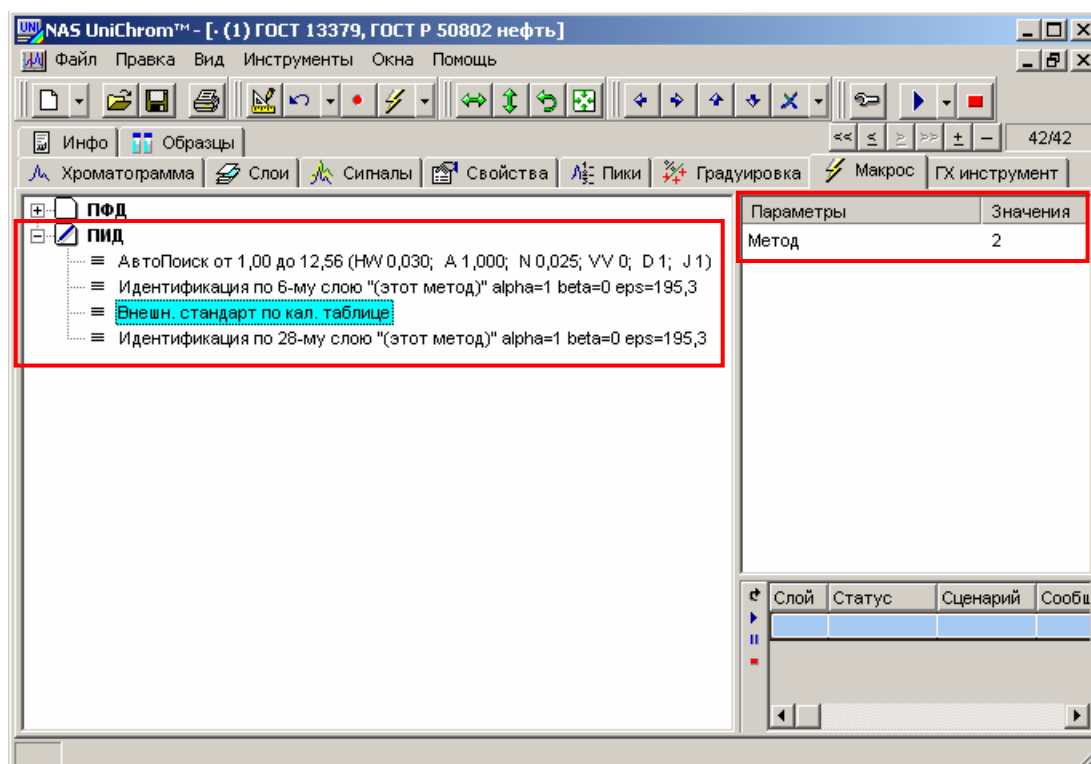 NAS UniChrom™ - [· (1) ГОСТ 13379, ГОСТ Р 50802 нефть]
Файл Правка Вид Инструменты Окна Помощь
Инфо Образцы << ≤ ≥ >> ± – 42/42
Хроматограмма Слои Сигналы Свойства Пики Градуировка Макрос ГХ инструмент
ПФД
ПИД
АвтоПоиск от 1,00 до 12,56 (HW 0,030; A 1,000; N 0,025; VV 0; D 1; J 1)
Идентификация по 6-му слою "(этот метод)" alpha=1 beta=0 eps=195,3
Внешн. стандарт по кал. таблице
Идентификация по 28-му слою "(этот метод)" alpha=1 beta=0 eps=195,3
Параметры Значения
Метод 2
Слой Статус Сценарий Сообщ